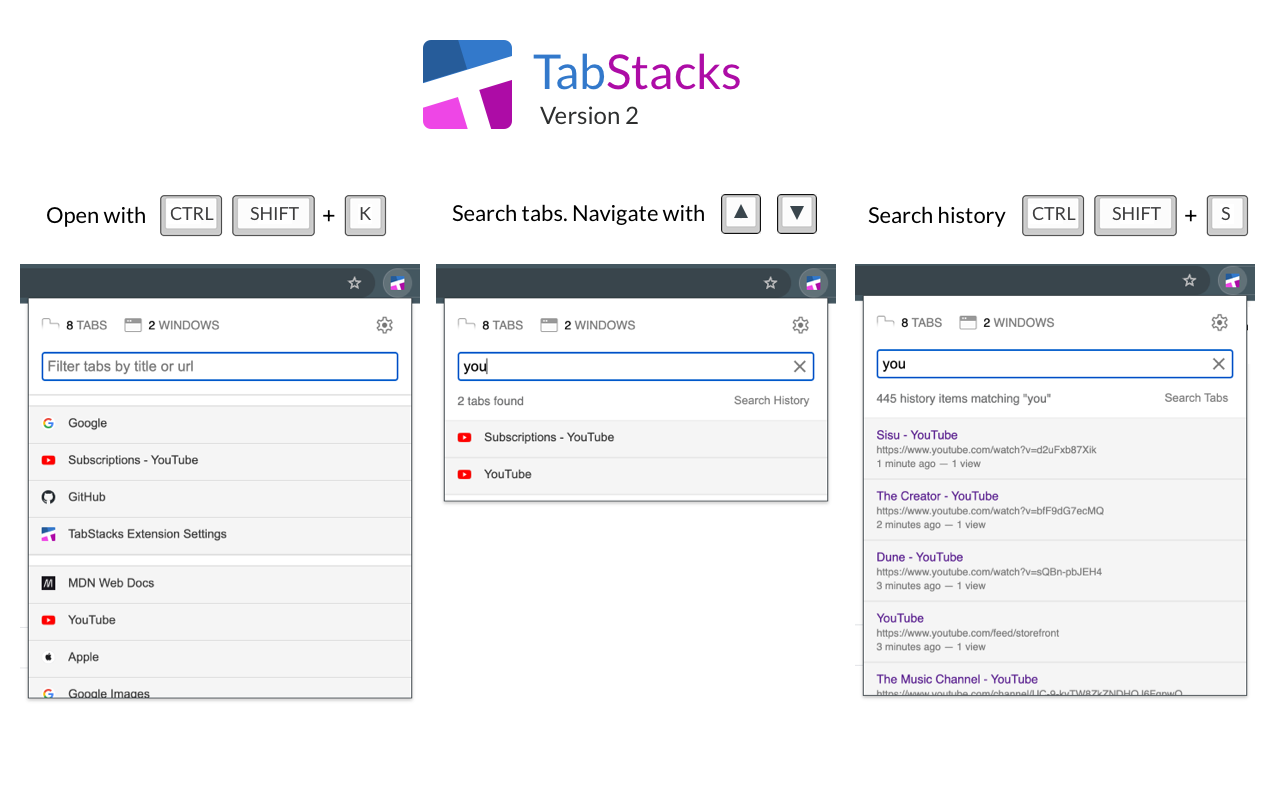 TabStacks
Version 2
Open with CTRL SHIFT + K
8 TABS 2 WINDOWS
Filter tabs by title or url
Google
Subscriptions - YouTube
GitHub
TabStacks Extension Settings
MDN Web Docs
YouTube
Apple
Google Images
Search tabs. Navigate with ▲ ▼
8 TABS 2 WINDOWS
you
2 tabs found Search History
Subscriptions - YouTube
YouTube
Search history CTRL SHIFT + S
8 TABS 2 WINDOWS
you
445 history items matching "you" Search Tabs
Sisu - YouTube
https://www.youtube.com/watch?v=d2uFxb87Xik
1 minute ago — 1 view
The Creator - YouTube
https://www.youtube.com/watch?v=bfF9dG7ecMQ
2 minutes ago — 1 view
Dune - YouTube
https://www.youtube.com/watch?v=sQBn-pbJEH4
3 minutes ago — 1 view
YouTube
https://www.youtube.com/feed/storefront
3 minutes ago — 1 view
The Music Channel - YouTube